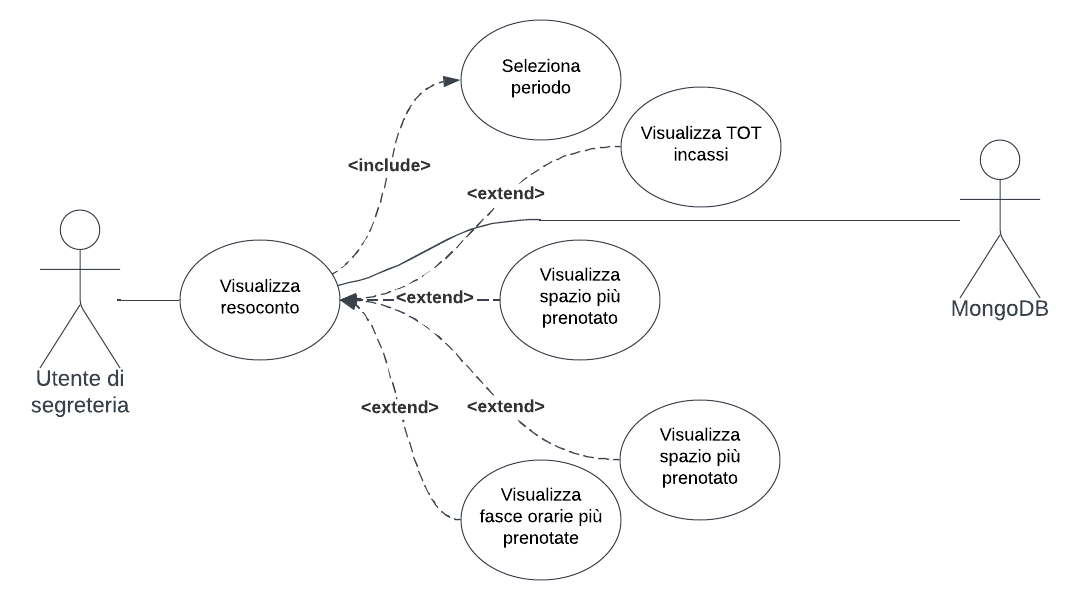 Seleziona
periodo
Visualizza TOT
incassi
<include>
<extend>
Visualizza
resoconto
Visualizza
spazio più
prenotato
<extend>
MongoDB
Utente di
segreteria
<extend>
<extend>
Visualizza
spazio più
prenotato
Visualizza
fasce orarie più
prenotate